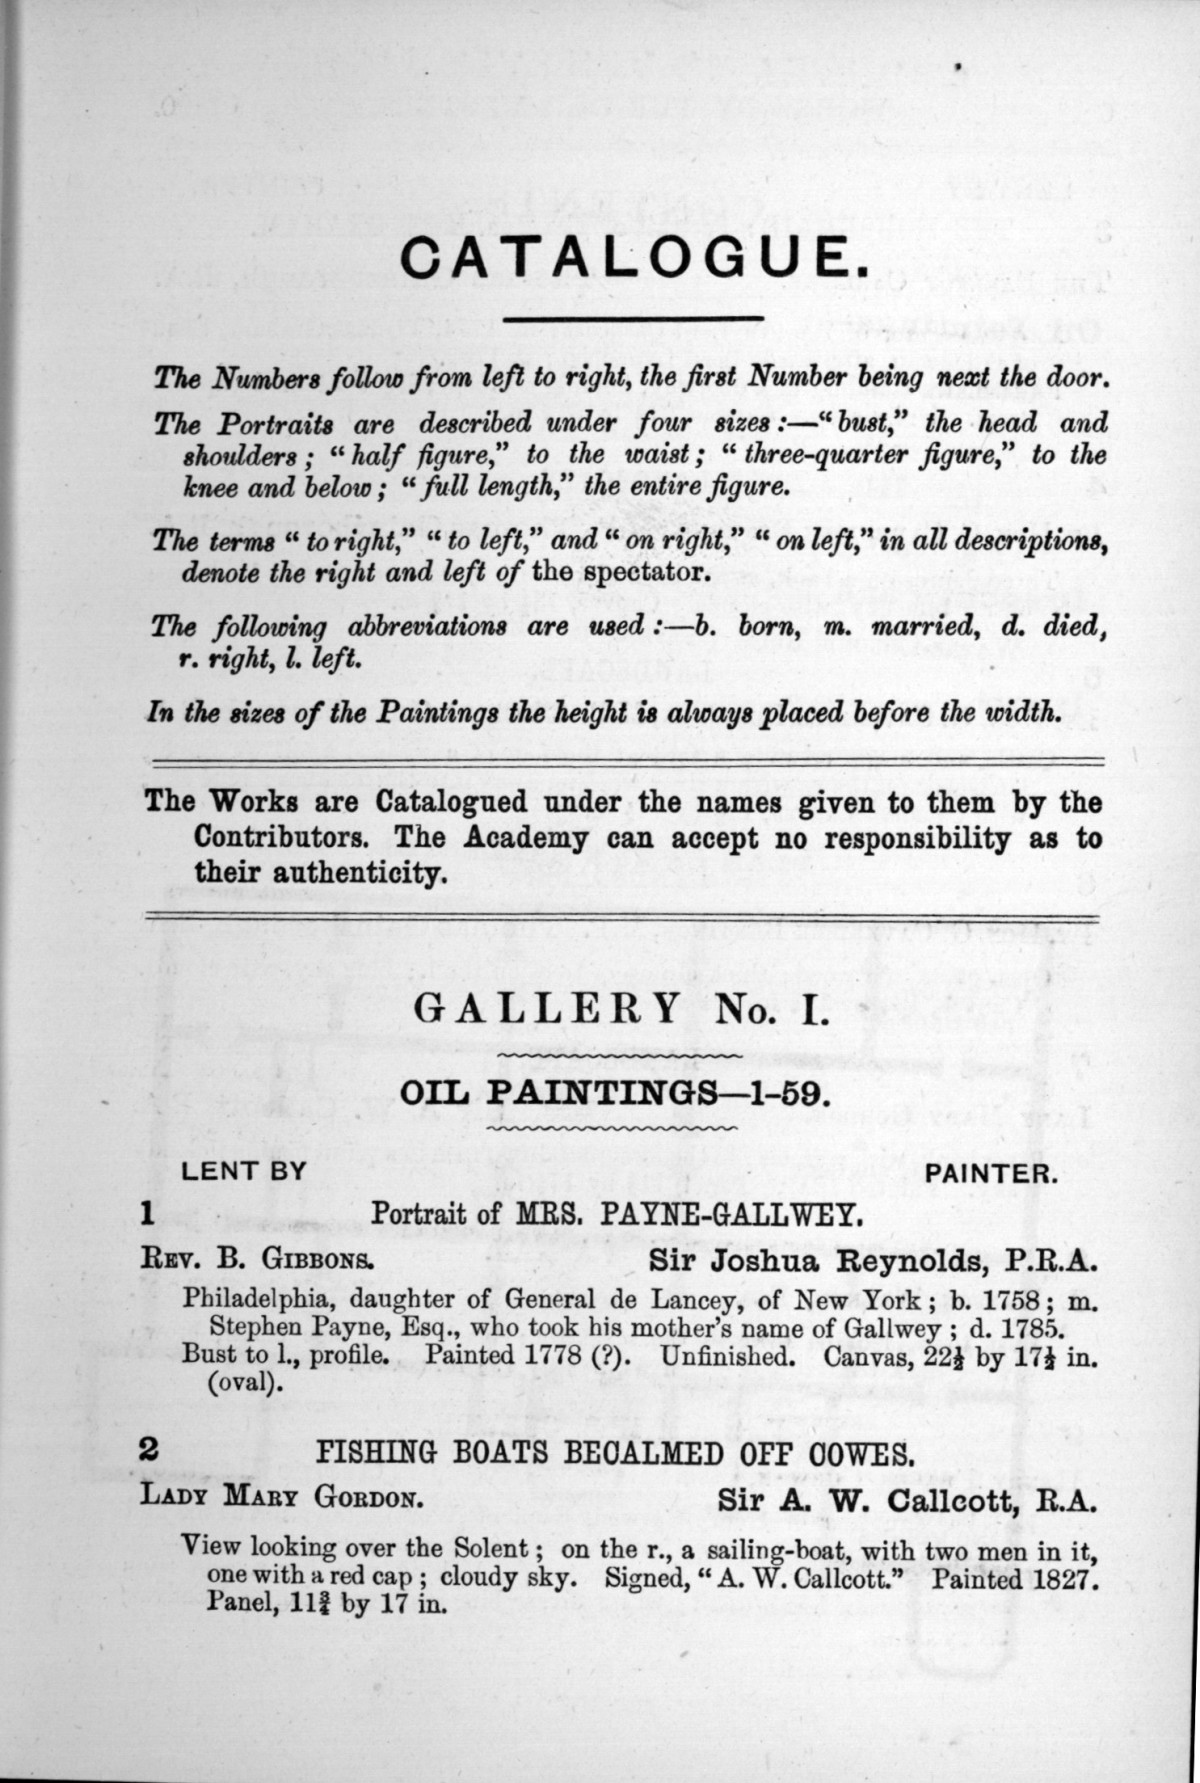 CATALOGUE.
The Numbers follow from left to right, the first Number being next the door.
The Portraits are described under four sizes :—“bust,” the head and
shoulders ; “half figure,” to the waist ; “three-quarter figure,” to the
knee and below ; “full length,” the entire figure.
The terms “to right,” “to left,” and “on right,” “on left,” in all descriptions,
denote the right and left of the spectator.
The following abbreviations are used :—b. born, m. married, d. died,
r. right, l. left.
In the sizes of the Paintings the height is always placed before the width.
The Works are Catalogued under the names given to them by the
Contributors. The Academy can accept no responsibility as to
their authenticity.
GALLERY No. I.
OIL PAINTINGS—1-59.
LENT BY PAINTER.
1 Portrait of MRS. PAYNE-GALLWEY.
REV. B. GIBBONS. Sir Joshua Reynolds, P.R.A.
Philadelphia, daughter of General de Lancey, of New York ; b. 1758 ; m.
Stephen Payne, Esq., who took his mother’s name of Gallwey ; d. 1785.
Bust to l., profile. Painted 1778 (?). Unfinished. Canvas, 22½ by 17½ in.
(oval).
2 FISHING BOATS BECALMED OFF COWES.
LADY MARY GORDON. Sir A. W. Callcott, R.A.
View looking over the Solent ; on the r., a sailing-boat, with two men in it,
one with a red cap ; cloudy sky. Signed, “A. W. Callcott.” Painted 1827.
Panel, 11¾ by 17 in.